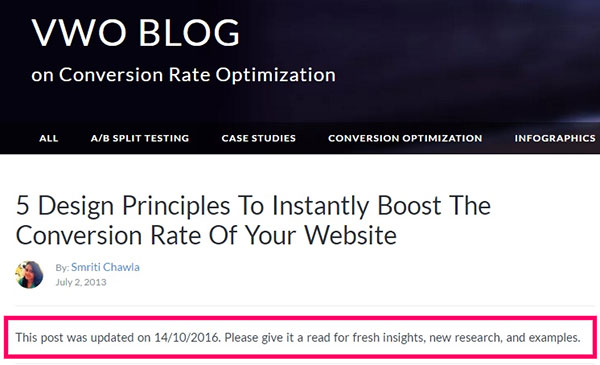 VWO BLOG
on Conversion Rate Optimization
ALL A/B SPLIT TESTING CASE STUDIES CONVERSION OPTIMIZATION INFOGRAPHICS
5 Design Principles To Instantly Boost The
Conversion Rate Of Your Website
By: Smriti Chawla
July 2, 2013
This post was updated on 14/10/2016. Please give it a read for fresh insights, new research, and examples.